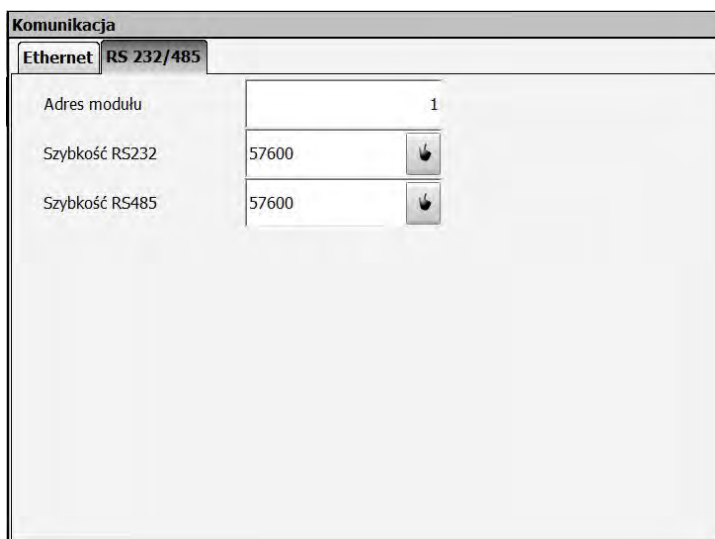 Komunikacja
Ethernet RS 232/485
Adres modułu 1
Szybkość RS232 57600
Szybkość RS485 57600